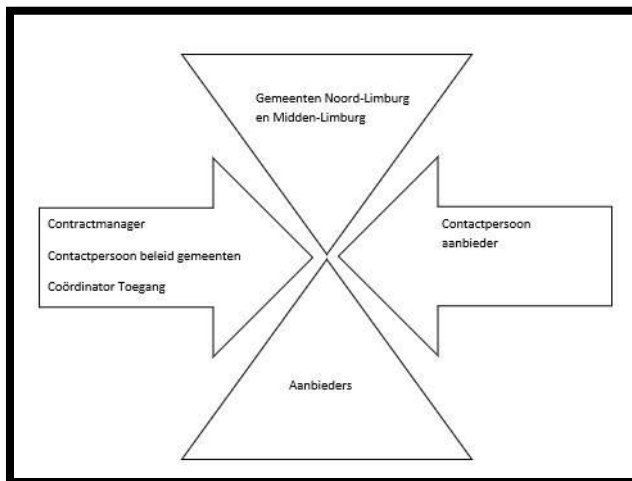 Gemeenten Noord-Limburg
en Midden-Limburg
Contractmanager
Contactpersoon beleid gemeenten
Coördinator Toegang
Contactpersoon
aanbieder
Aanbieders